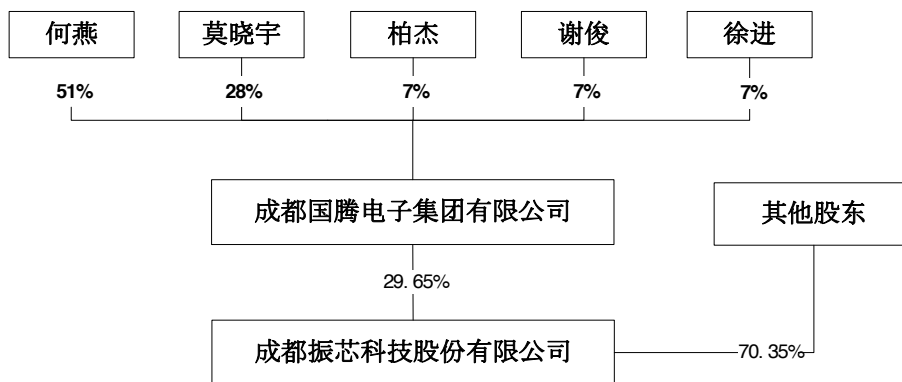 何燕 莫晓宇 柏杰 谢俊 徐进
51% 28% 7% 7% 7%
成都国腾电子集团有限公司 其他股东
29.65%
成都振芯科技股份有限公司 70.35%